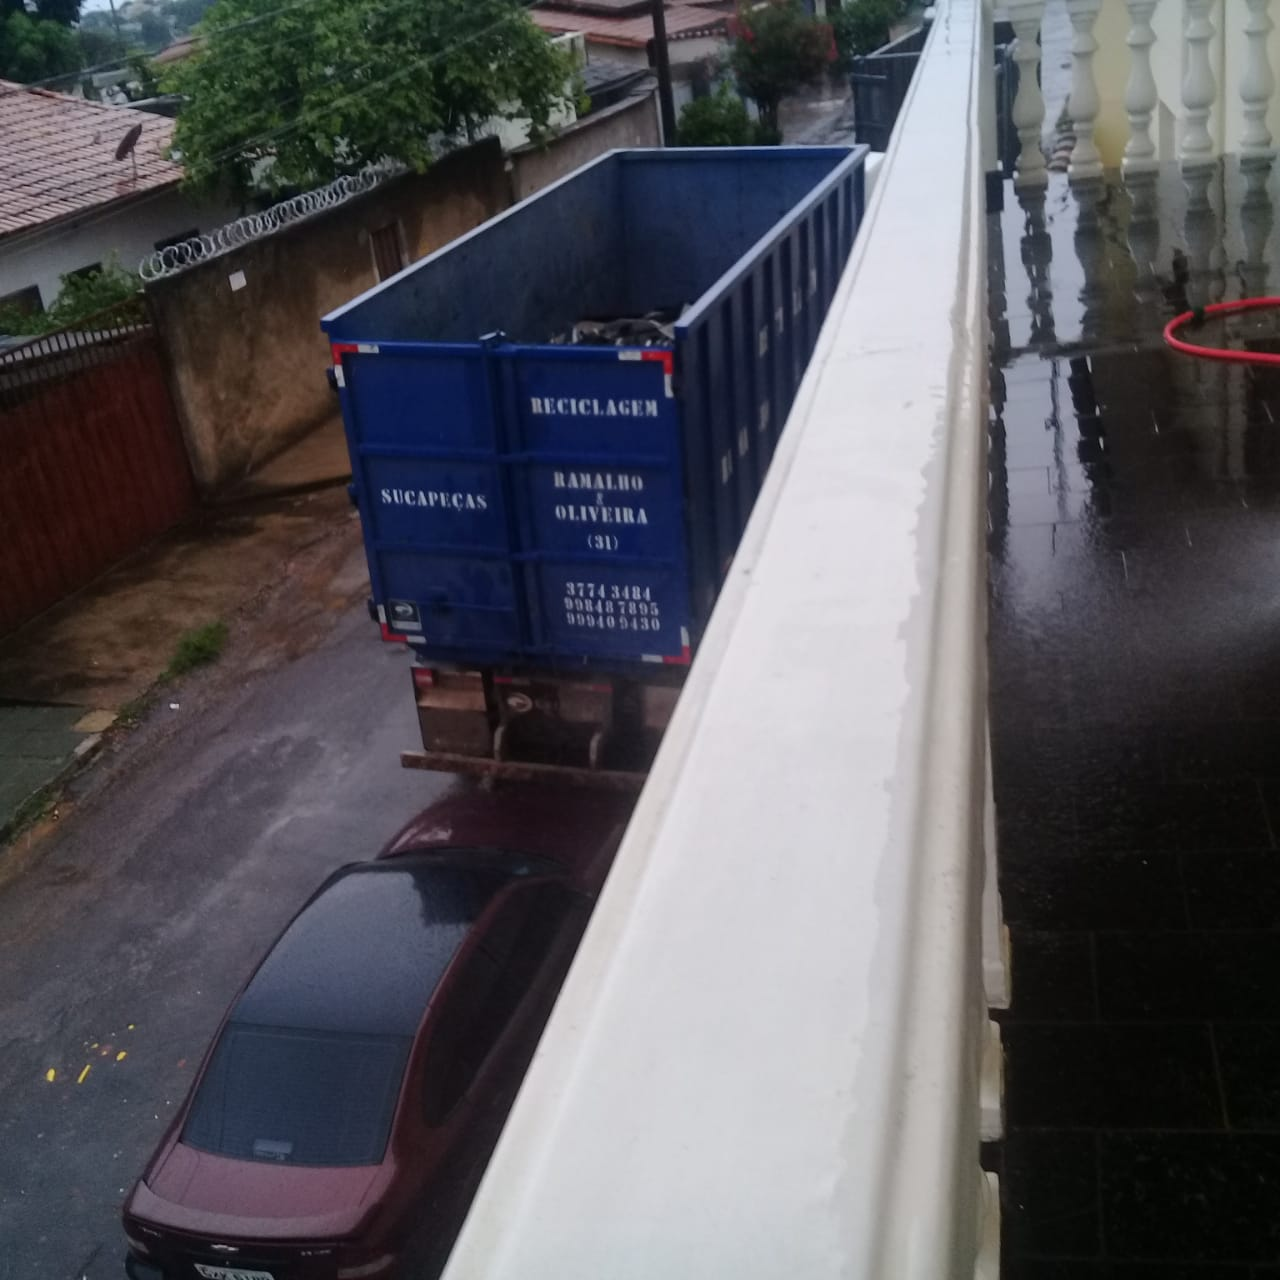 RECICLAGEM
SUCAPEÇAS
RAMALHO
&
OLIVEIRA
(31)
3774 3484
99848 7895
99940 9430